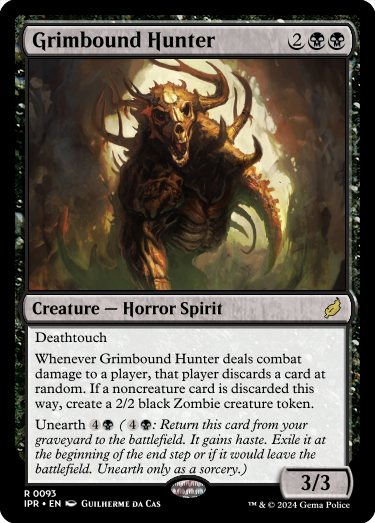 Grimbound Hunter 2
Creature — Horror Spirit
Deathtouch
Whenever Grimbound Hunter deals combat
damage to a player, that player discards a card at
random. If a noncreature card is discarded this
way, create a 2/2 black Zombie creature token.
Unearth 4 ( 4 : Return this card from your
graveyard to the battlefield. It gains haste. Exile it at
the beginning of the end step or if it would leave the
battlefield. Unearth only as a sorcery.)
3/3
R 0093
IPR • EN Guilherme da Cas
™ & © 2024 Gema Police